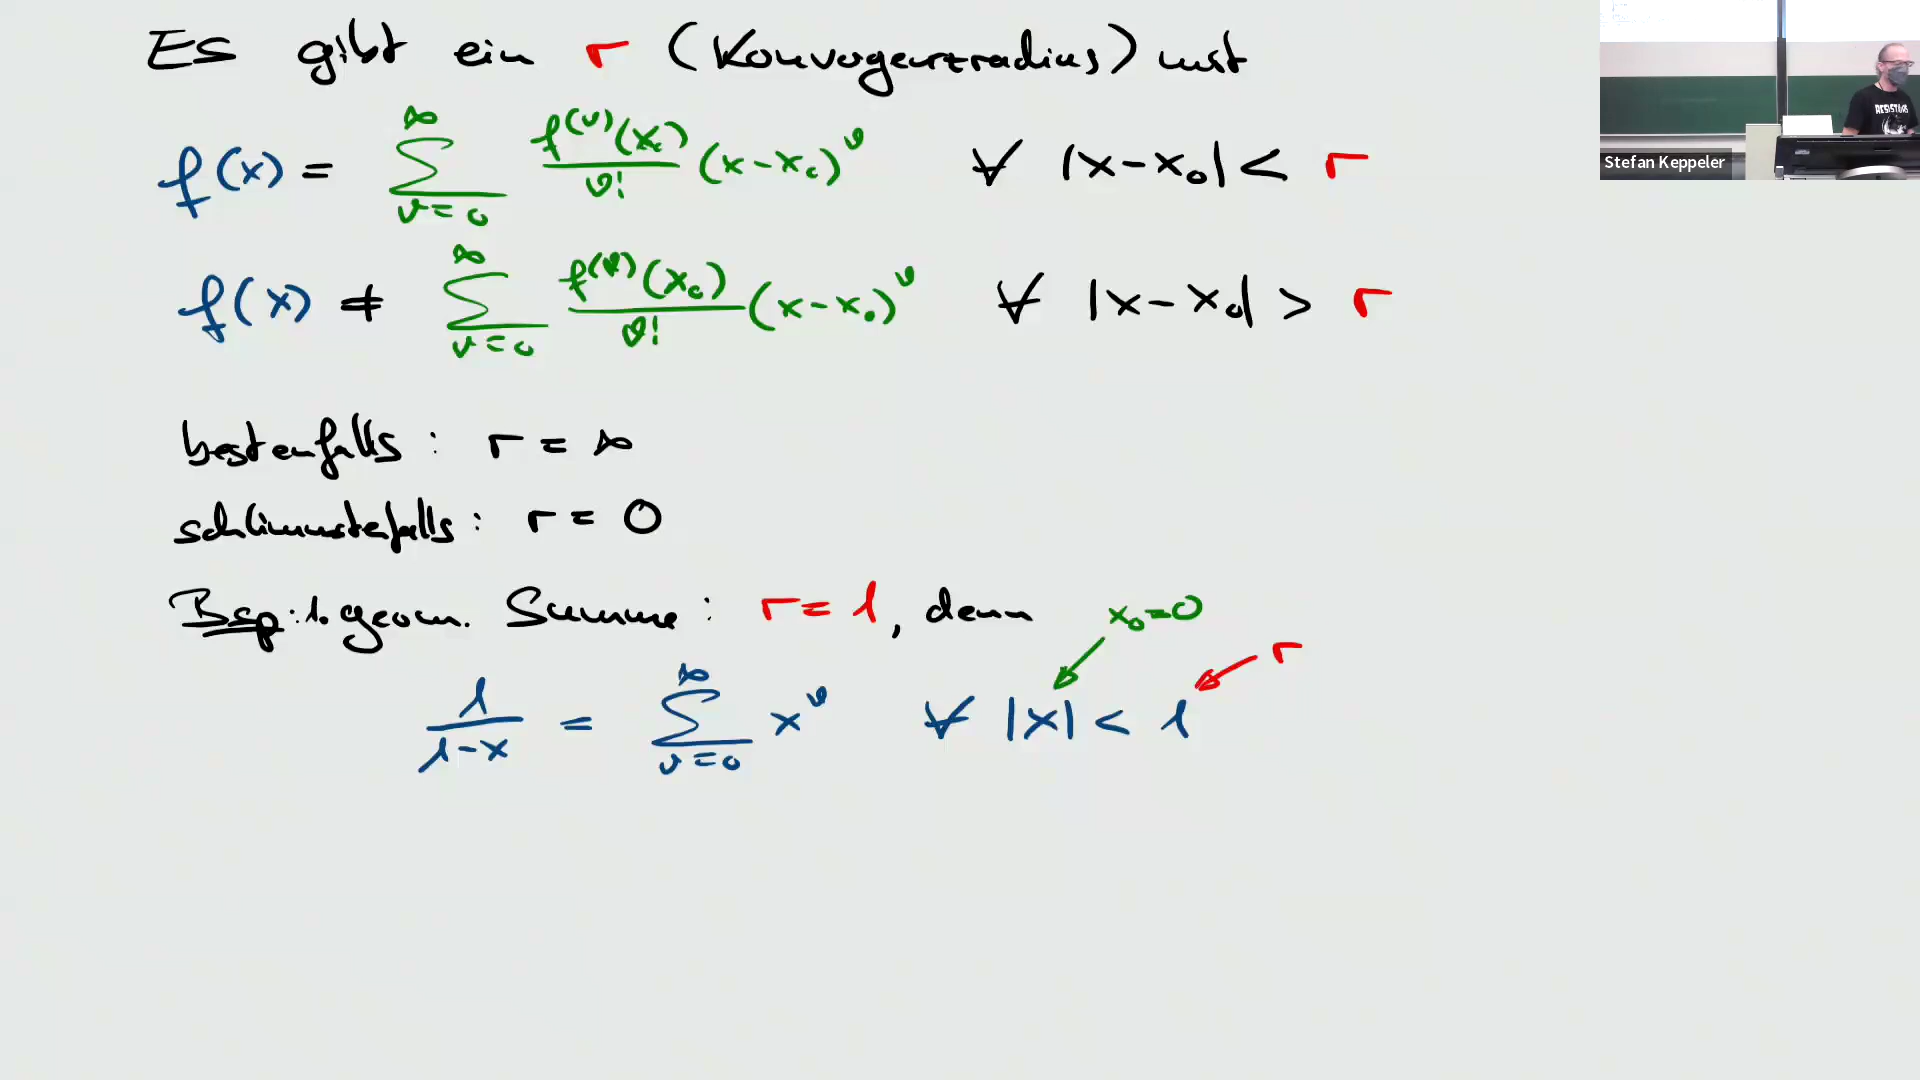 Es gibt ein r (Konvergenzradius) mit
f(x) = ∑_{ν=0}^{∞} f^{(ν)}(x₀)/ν! (x-x₀)^ν ∀ |x-x₀| < r
f(x) ≠ ∑_{ν=0}^{∞} f^{(ν)}(x₀)/ν! (x-x₀)^ν ∀ |x-x₀| > r
bestenfalls: r = ∞
schlimmstenfalls: r = 0
Bsp: 1. geom. Summe: r = 1, denn
x₀=0
r
1/(1-x) = ∑_{ν=0}^{∞} x^ν ∀ |x| < 1
Stefan Keppeler